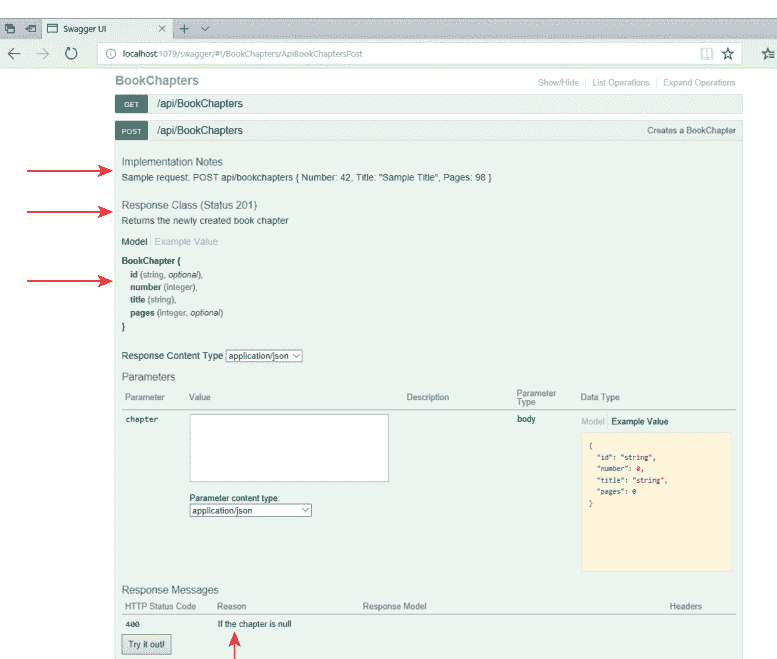 Swagger UI
localhost:1079/swagger/#!/BookChapters/ApiBookChaptersPost
BookChapters
Show/Hide List Operations Expand Operations
GET /api/BookChapters
POST /api/BookChapters Creates a BookChapter
Implementation Notes
Sample request: POST api/bookchapters { Number: 42, Title: "Sample Title", Pages: 98 }
Response Class (Status 201)
Returns the newly created book chapter
Model Example Value
BookChapter {
id (string, optional),
number (integer),
title (string),
pages (integer, optional)
}
Response Content Type application/json
Parameters
Parameter Value Description Parameter Type Data Type
chapter body Model Example Value
{
"id": "string",
"number": 0,
"title": "string",
"pages": 0
}
Parameter content type:
application/json
Response Messages
HTTP Status Code Reason Response Model Headers
400 If the chapter is null
Try it out!